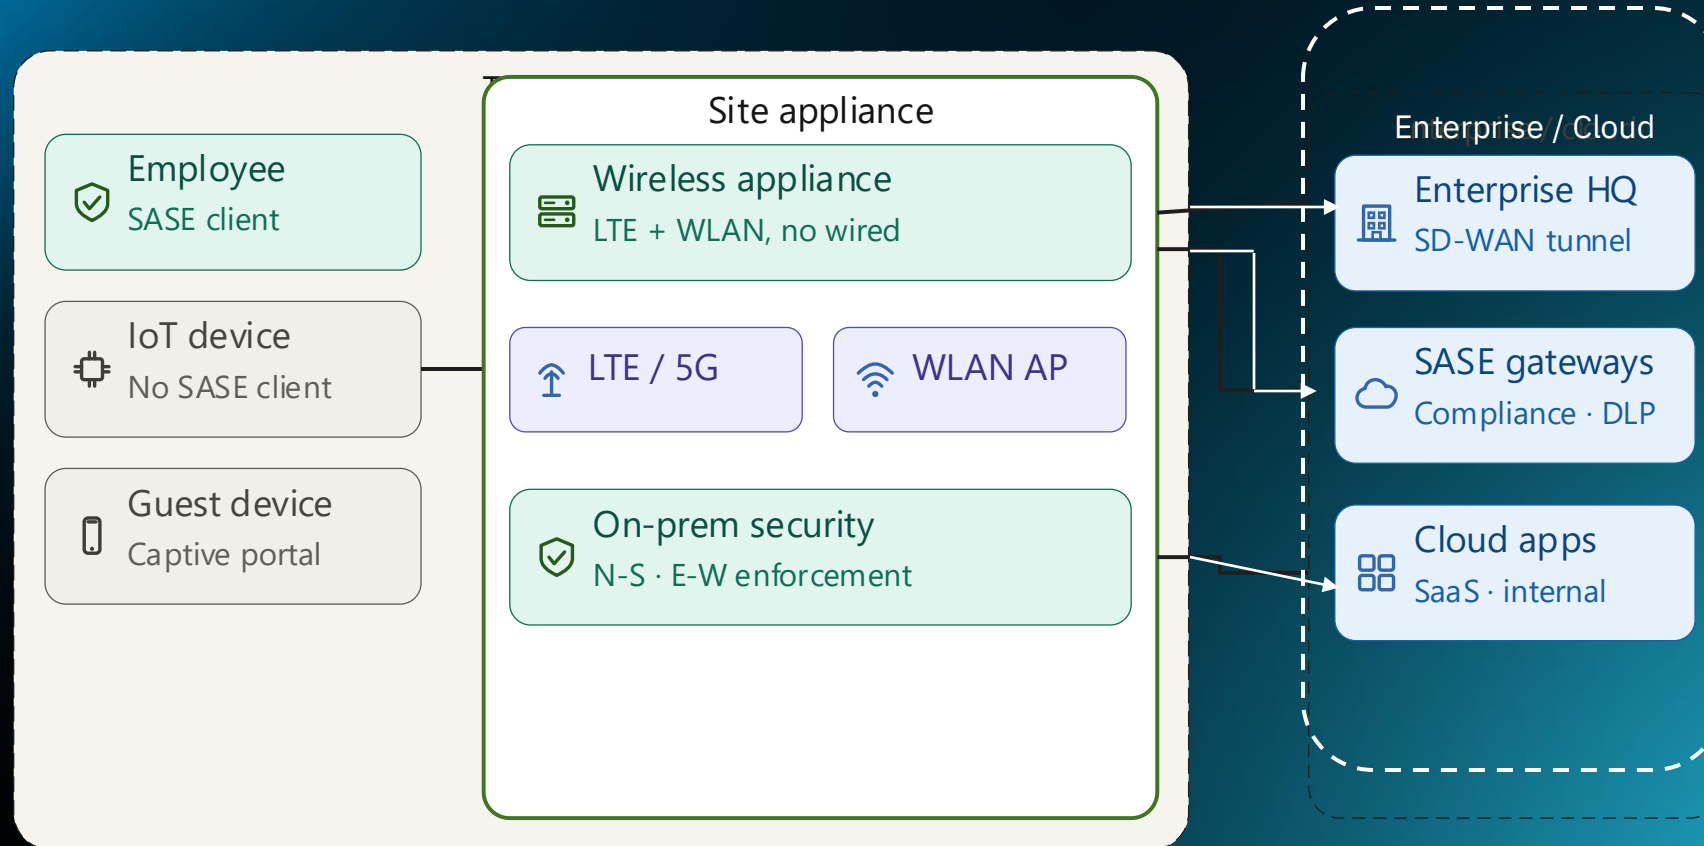 Site appliance
Employee
SASE client
IoT device
No SASE client
Guest device
Captive portal
Wireless appliance
LTE + WLAN, no wired
LTE / 5G
WLAN AP
On-prem security
N-S · E-W enforcement
Enterprise / Cloud
Enterprise HQ
SD-WAN tunnel
SASE gateways
Compliance · DLP
Cloud apps
SaaS · internal